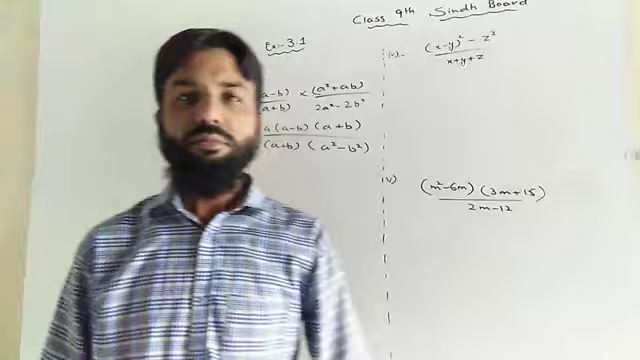 Class 9th Sindh Board
Ex:- 3.1
a-b) × (a²+ab)
a+b) 2a²-2b²
a(a-b) (a+b)
(a+b) (a²-b²)
iv):- (x-y)² - z²
x+y+z
v) (m²-6m) (3m+15)
2m-12